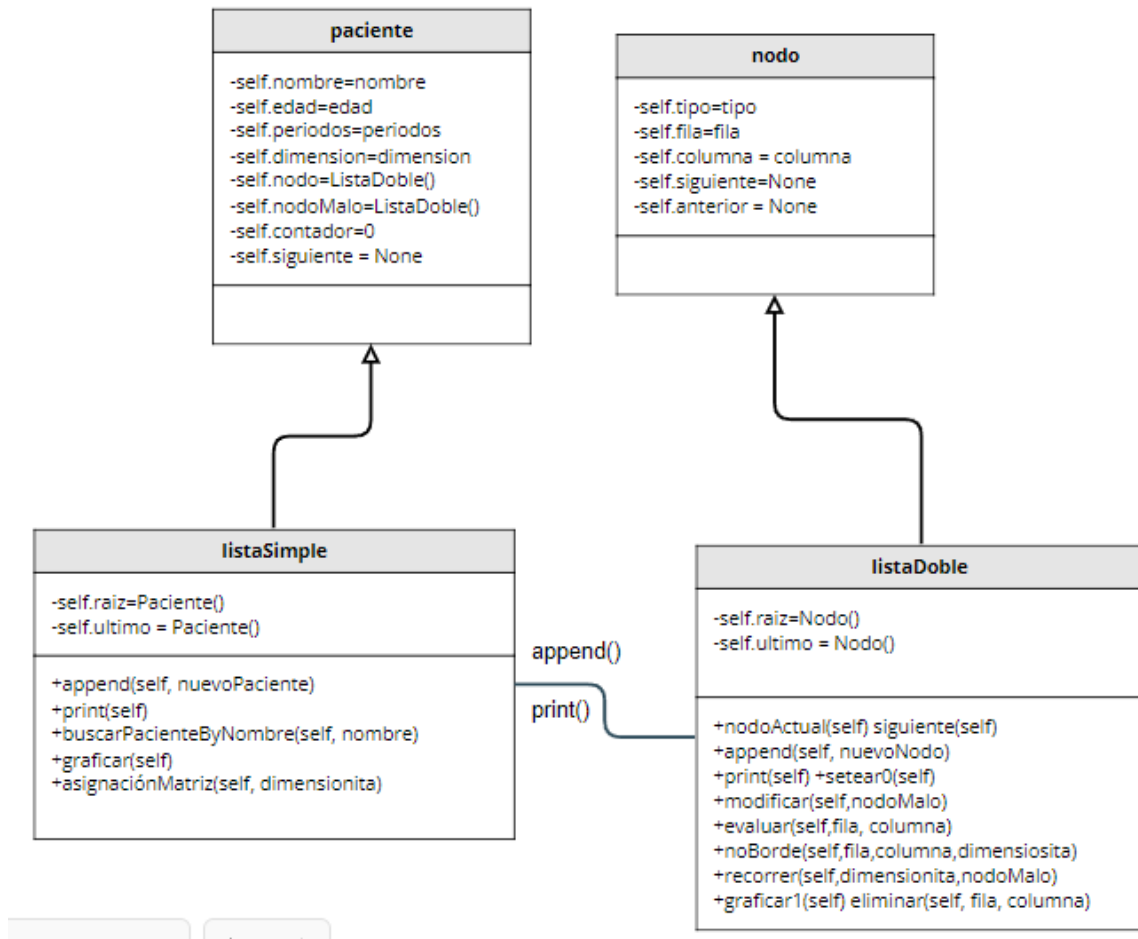 paciente
-self.nombre=nombre
-self.edad=edad
-self.periodos=periodos
-self.dimension=dimension
-self.nodo=ListaDoble()
-self.nodoMalo=ListaDoble()
-self.contador=0
-self.siguiente = None
nodo
-self.tipo=tipo
-self.fila=fila
-self.columna = columna
-self.siguiente=None
-self.anterior = None
listaSimple
-self.raiz=Paciente()
-self.ultimo = Paciente()
+append(self, nuevoPaciente)
+print(self)
+buscarPacienteByNombre(self, nombre)
+graficar(self)
+asignaciónMatriz(self, dimensionita)
append()
print()
listaDoble
-self.raiz=Nodo()
-self.ultimo = Nodo()
+nodoActual(self) siguiente(self)
+append(self, nuevoNodo)
+print(self) +setear0(self)
+modificar(self,nodoMalo)
+evaluar(self,fila, columna)
+noBorde(self,fila,columna,dimensiosita)
+recorrer(self,dimensionita,nodoMalo)
+graficar1(self) eliminar(self, fila, columna)